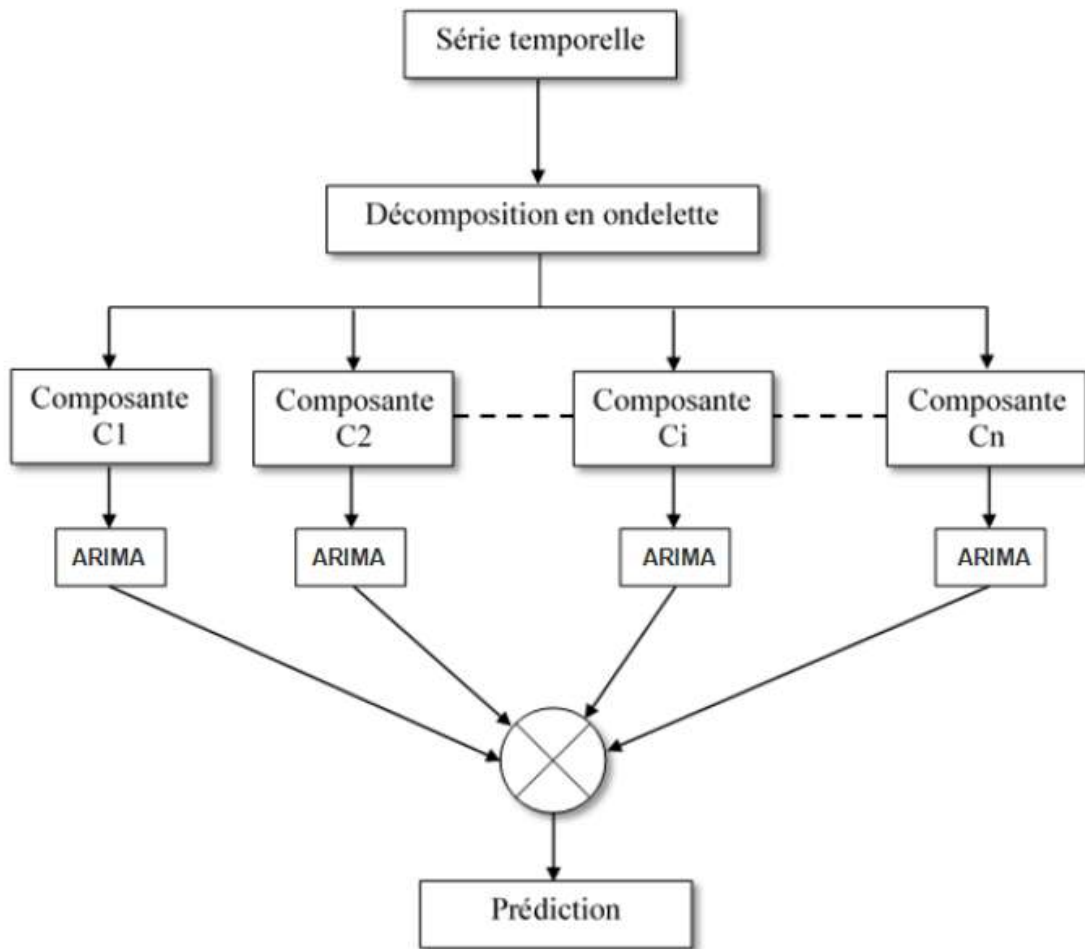 Série temporelle
Décomposition en ondelette
Composante
C1
Composante
C2
Composante
Ci
Composante
Cn
ARIMA
ARIMA
ARIMA
ARIMA
Prédiction